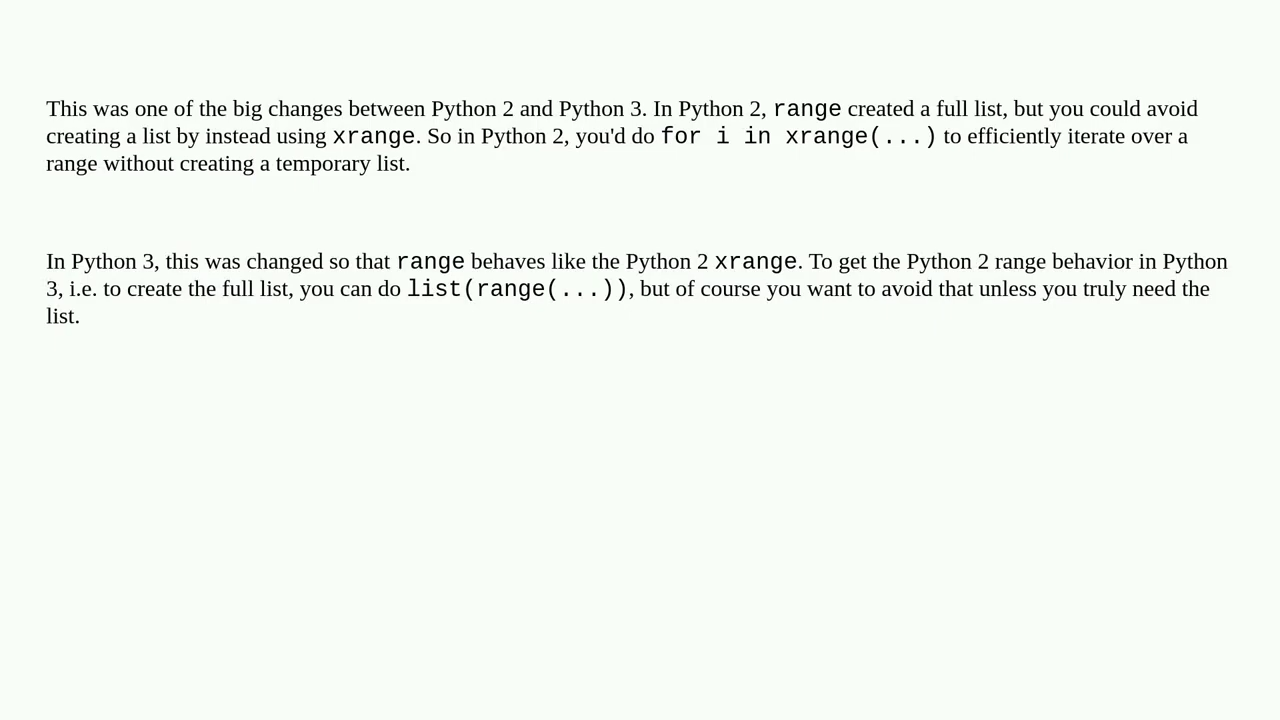 This was one of the big changes between Python 2 and Python 3. In Python 2, range created a full list, but you could avoid
creating a list by instead using xrange. So in Python 2, you'd do for i in xrange(...) to efficiently iterate over a
range without creating a temporary list.
In Python 3, this was changed so that range behaves like the Python 2 xrange. To get the Python 2 range behavior in Python
3, i.e. to create the full list, you can do list(range(...)), but of course you want to avoid that unless you truly need the
list.